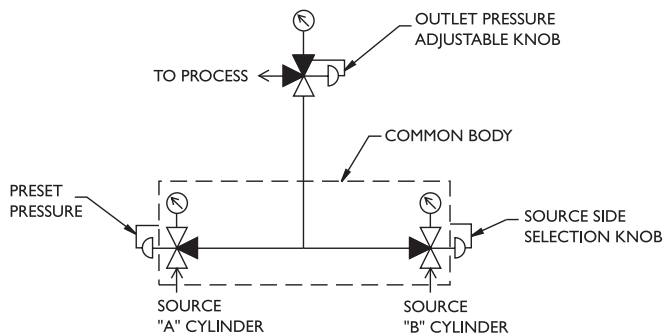 OUTLET PRESSURE
ADJUSTABLE KNOB
TO PROCESS
COMMON BODY
PRESET
PRESSURE
SOURCE SIDE
SELECTION KNOB
SOURCE
"A" CYLINDER
SOURCE
"B" CYLINDER